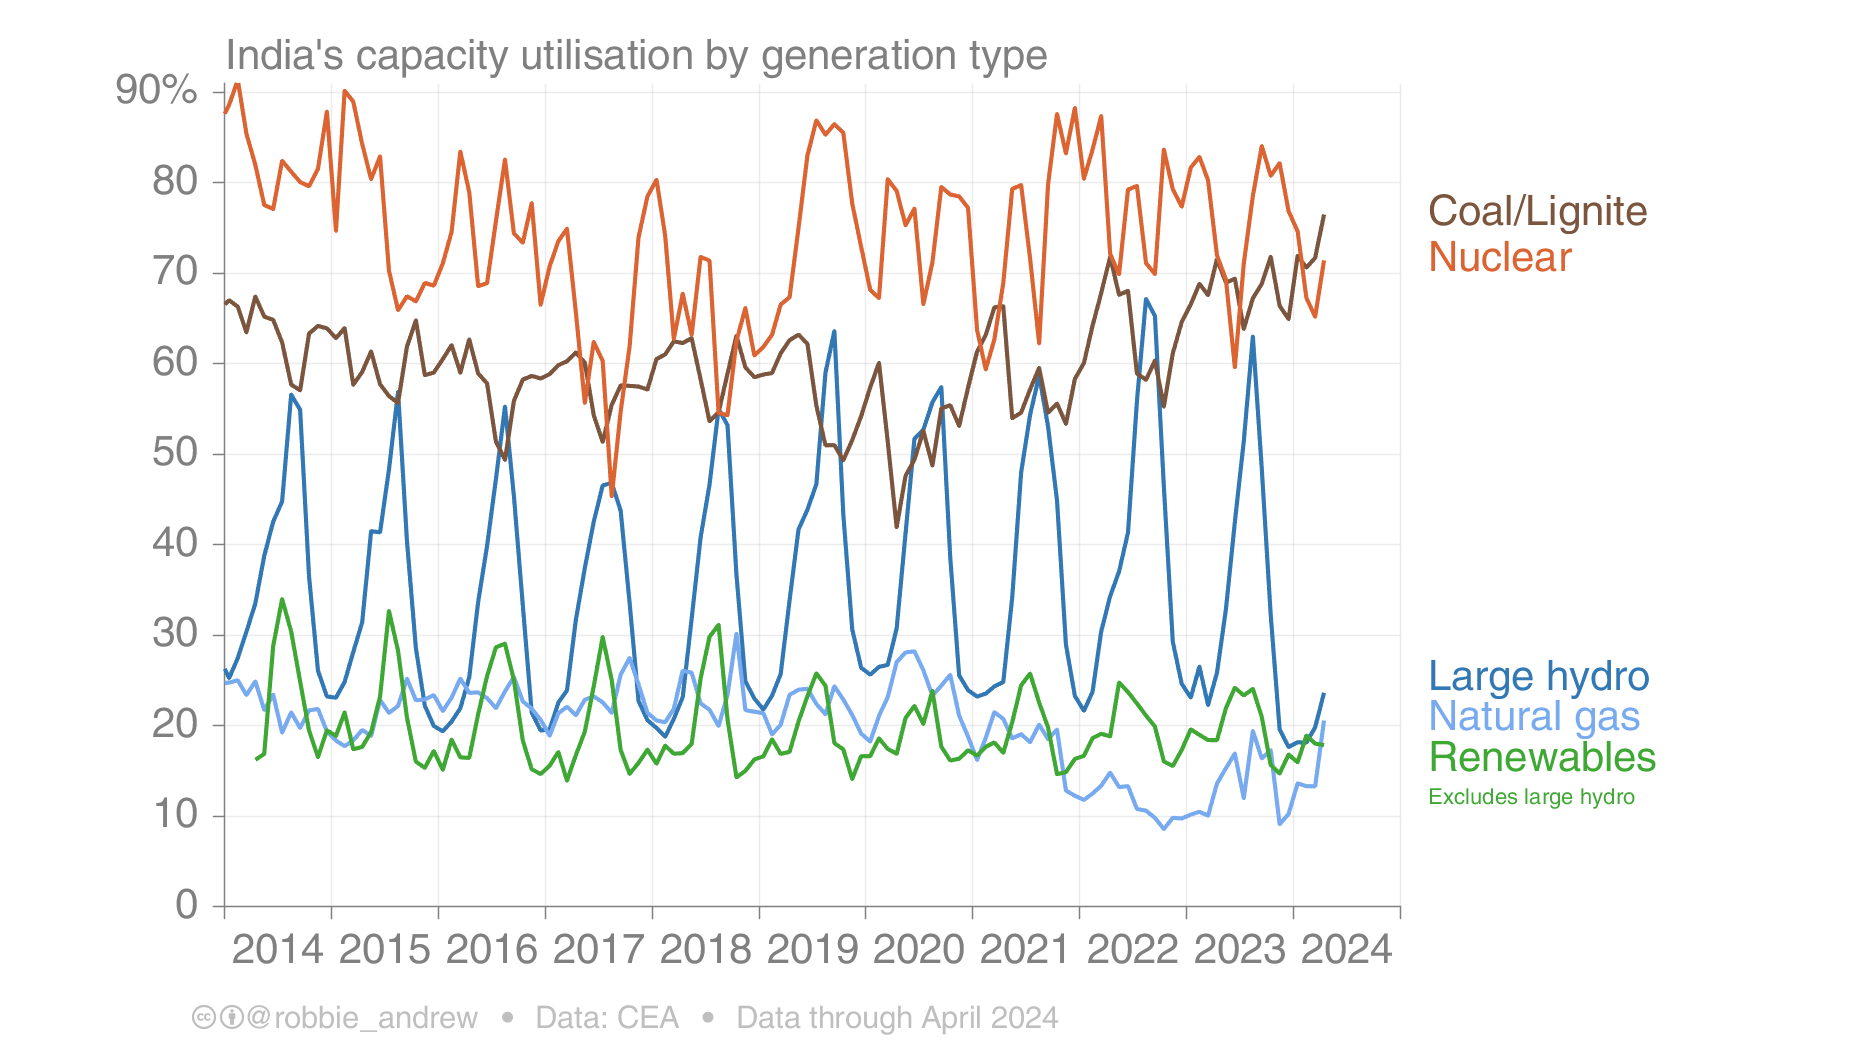 India's capacity utilisation by generation type
90%
80
70
60
50
40
30
20
10
0
2014 2015 2016 2017 2018 2019 2020 2021 2022 2023 2024
Coal/Lignite
Nuclear
Large hydro
Natural gas
Renewables
Excludes large hydro
cc @robbie_andrew • Data: CEA • Data through April 2024